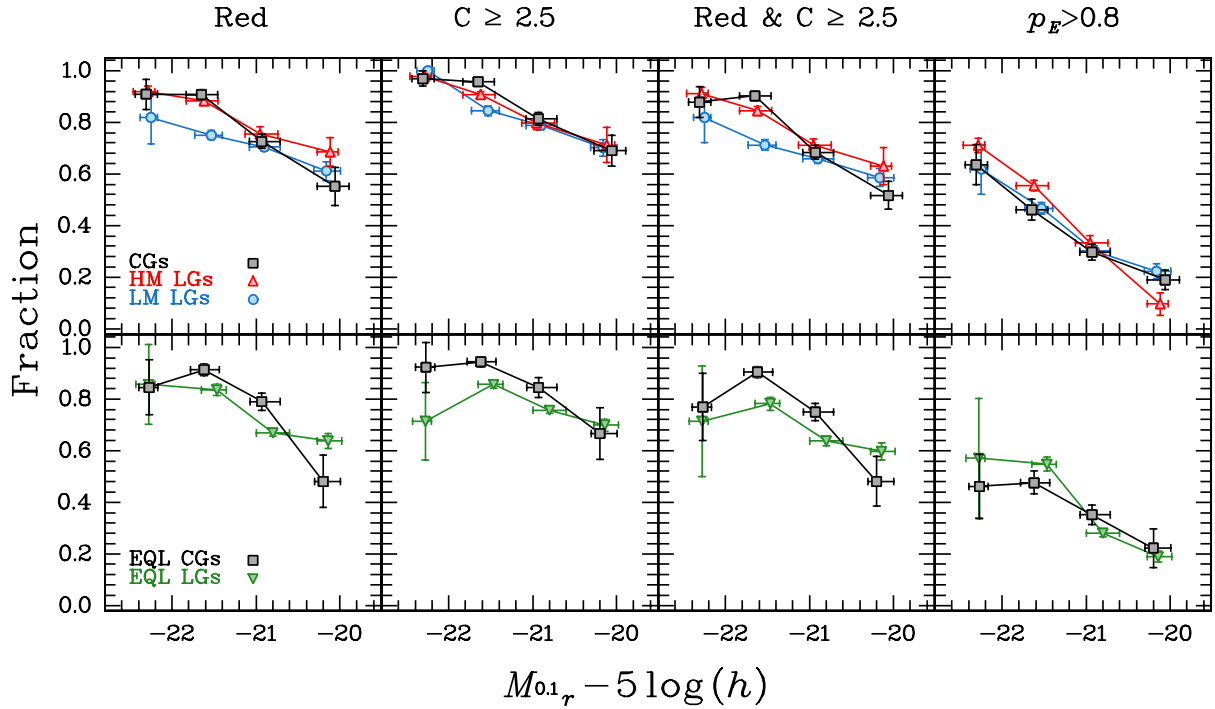 Red C ≥ 2.5 Red & C ≥ 2.5 p_E>0.8
1.0
0.8
0.6
0.4
0.2
0.0
CGs
HM LGs
LM LGs
Fraction
1.0
0.8
0.6
0.4
0.2
0.0
EQL CGs
EQL LGs
−22 −21 −20 −22 −21 −20 −22 −21 −20 −22 −21 −20
M_{0.1_r} − 5 log (h)